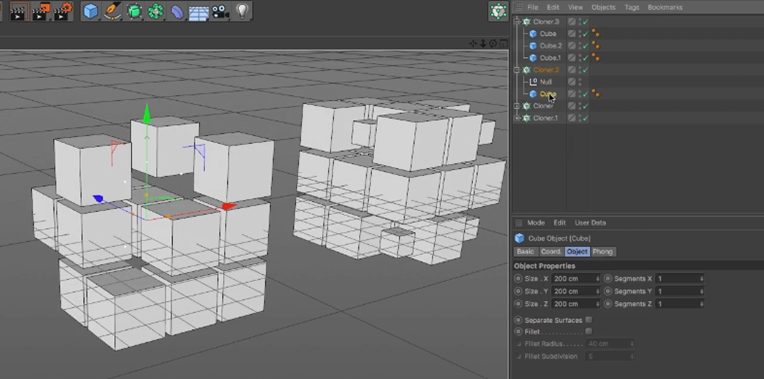 File Edit View Objects Tags Bookmarks
Cloner.3
Cube
Cube.2
Cube.1
Cloner.2
Null
Cube
Cloner
Cloner.1
Mode Edit User Data
Cube Object [Cube]
Basic Coord. Object Phong
Object Properties
Size . X 200 cm Segments X 1
Size . Y 200 cm Segments Y 1
Size . Z 200 cm Segments Z 1
Separate Surfaces
Fillet
Fillet Radius 40 cm
Fillet Subdivision 5